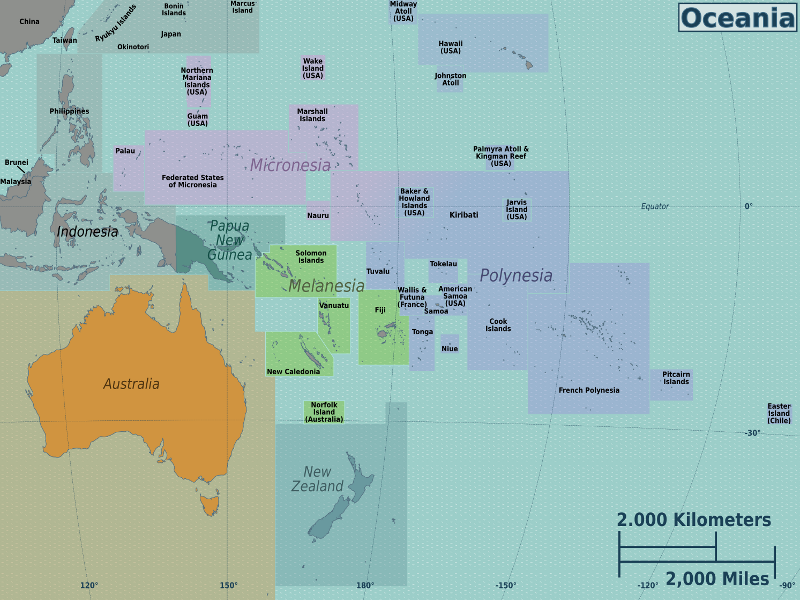 China
Taiwan
Ryukyu Islands
Bonin
Islands
Japan
Okinotori
Marcus
Island
Midway
Atoll
(USA)
Oceania
Hawaii
(USA)
Johnston
Atoll
Wake
Island
(USA)
Northern
Mariana
Islands
(USA)
Guam
(USA)
Philippines
Marshall
Islands
Palau
Micronesia
Federated States
of Micronesia
Palmyra Atoll &
Kingman Reef
(USA)
Brunei
Malaysia
Baker &
Howland
Islands
(USA)
Jarvis
Island
(USA)
Kiribati
Equator
0°
Nauru
Indonesia
Papua
New
Guinea
Solomon
Islands
Melanesia
Tuvalu
Tokelau
Polynesia
Wallis &
Futuna
(France)
American
Samoa
(USA)
Samoa
Vanuatu
Fiji
Tonga
Cook
Islands
Niue
New Caledonia
Australia
French Polynesia
Pitcairn
Islands
Norfolk
Island
(Australia)
Easter
Island
(Chile)
-30°
New
Zealand
2.000 Kilometers
2,000 Miles
120°
150°
180°
-150°
-120°
-90°